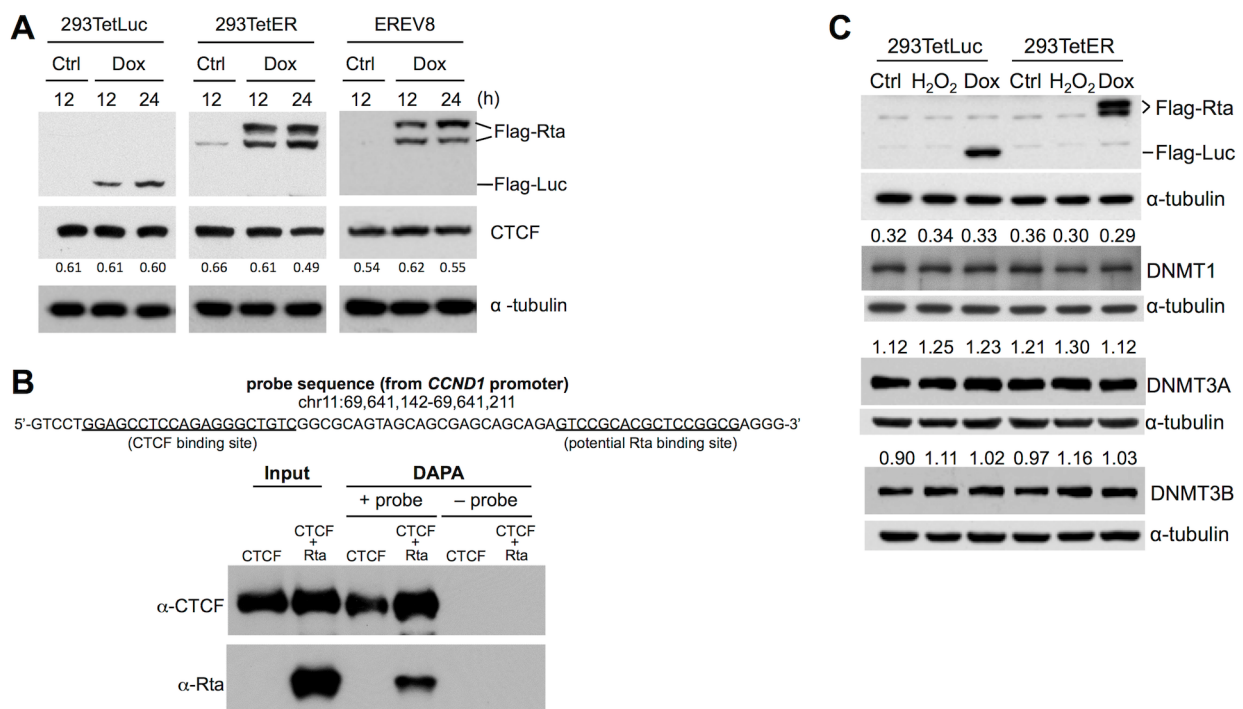 A
293TetLuc 293TetER EREV8
Ctrl Dox Ctrl Dox Ctrl Dox
12 12 24 12 12 24 12 12 24 (h)
Flag-Rta
Flag-Luc
CTCF
0.61 0.61 0.60 0.66 0.61 0.49 0.54 0.62 0.55
α -tubulin
B
probe sequence (from CCND1 promoter)
chr11:69,641,142-69,641,211
5'-GTCCTGGAGCCTCCAGAGGGCTGTCGGCGCAGTAGCAGCGAGCAGCAGAGTCCGCACGCTCCGGCGAGGG-3'
(CTCF binding site) (potential Rta binding site)
Input DAPA
+ probe – probe
CTCF CTCF + Rta CTCF CTCF + Rta CTCF CTCF + Rta
α-CTCF
α-Rta
C
293TetLuc 293TetER
Ctrl H₂O₂ Dox Ctrl H₂O₂ Dox
Flag-Rta
Flag-Luc
α-tubulin
0.32 0.34 0.33 0.36 0.30 0.29
DNMT1
α-tubulin
1.12 1.25 1.23 1.21 1.30 1.12
DNMT3A
α-tubulin
0.90 1.11 1.02 0.97 1.16 1.03
DNMT3B
α-tubulin